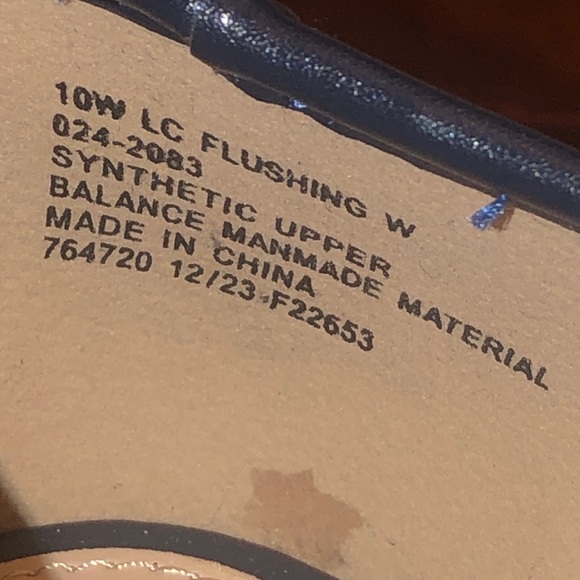 10W LC FLUSHING W
024-2083
SYNTHETIC UPPER
BALANCE MANMADE MATERIAL
MADE IN CHINA
764720 12/23-F22653